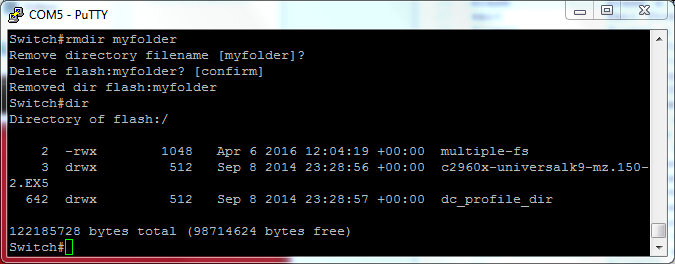 COM5 - PuTTY
Switch#rmdir myfolder
Remove directory filename [myfolder]?
Delete flash:myfolder? [confirm]
Removed dir flash:myfolder
Switch#dir
Directory of flash:/
2  -rwx        1048   Apr 6 2016 12:04:19 +00:00  multiple-fs
3  drwx         512   Sep 8 2014 23:28:56 +00:00  c2960x-universalk9-mz.150-
2.EX5
642  drwx         512   Sep 8 2014 23:28:57 +00:00  dc_profile_dir
122185728 bytes total (98714624 bytes free)
Switch#